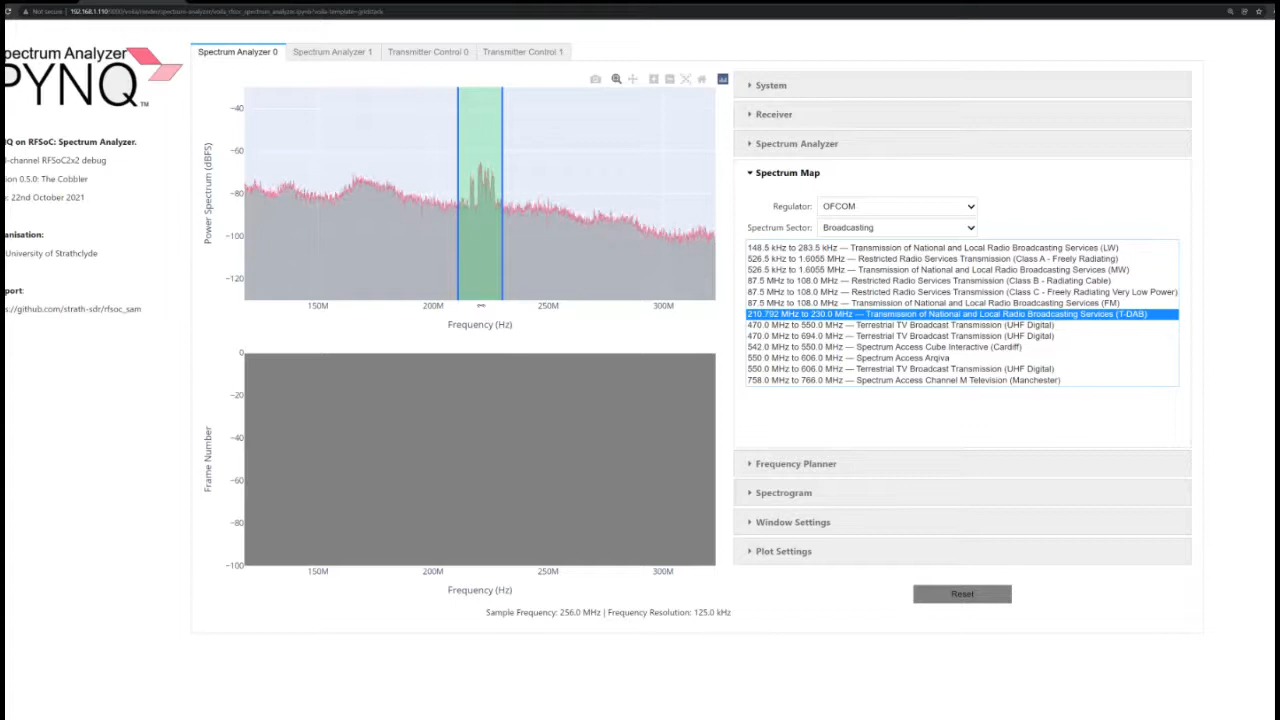 Not secure | 192.168.1.110
pectrum Analyzer
PYNQ™
IQ on RFSoC: Spectrum Analyzer.
l-channel RFSoC2x2 debug
ion 0.5.0: The Cobbler
: 22nd October 2021
anisation:
University of Strathclyde
port:
s://github.com/strath-sdr/rfsoc_sam
Spectrum Analyzer 0
Spectrum Analyzer 1
Transmitter Control 0
Transmitter Control 1
−40
−60
−80
−100
−120
Power Spectrum (dBFS)
150M
200M
250M
300M
Frequency (Hz)
0
−20
−40
−60
−80
−100
Frame Number
150M
200M
250M
300M
Frequency (Hz)
Sample Frequency: 256.0 MHz | Frequency Resolution: 125.0 kHz
System
Receiver
Spectrum Analyzer
Spectrum Map
Regulator: OFCOM
Spectrum Sector: Broadcasting
148.5 kHz to 283.5 kHz — Transmission of National and Local Radio Broadcasting Services (LW)
526.5 kHz to 1.6055 MHz — Restricted Radio Services Transmission (Class A - Freely Radiating)
526.5 kHz to 1.6055 MHz — Transmission of National and Local Radio Broadcasting Services (MW)
87.5 MHz to 108.0 MHz — Restricted Radio Services Transmission (Class B - Radiating Cable)
87.5 MHz to 108.0 MHz — Restricted Radio Services Transmission (Class C - Freely Radiating Very Low Power)
87.5 MHz to 108.0 MHz — Transmission of National and Local Radio Broadcasting Services (FM)
210.792 MHz to 230.0 MHz — Transmission of National and Local Radio Broadcasting Services (T-DAB)
470.0 MHz to 550.0 MHz — Terrestrial TV Broadcast Transmission (UHF Digital)
470.0 MHz to 694.0 MHz — Terrestrial TV Broadcast Transmission (UHF Digital)
542.0 MHz to 550.0 MHz — Spectrum Access Cube Interactive (Cardiff)
550.0 MHz to 606.0 MHz — Spectrum Access Arqiva
550.0 MHz to 606.0 MHz — Terrestrial TV Broadcast Transmission (UHF Digital)
758.0 MHz to 766.0 MHz — Spectrum Access Channel M Television (Manchester)
Frequency Planner
Spectrogram
Window Settings
Plot Settings
Reset